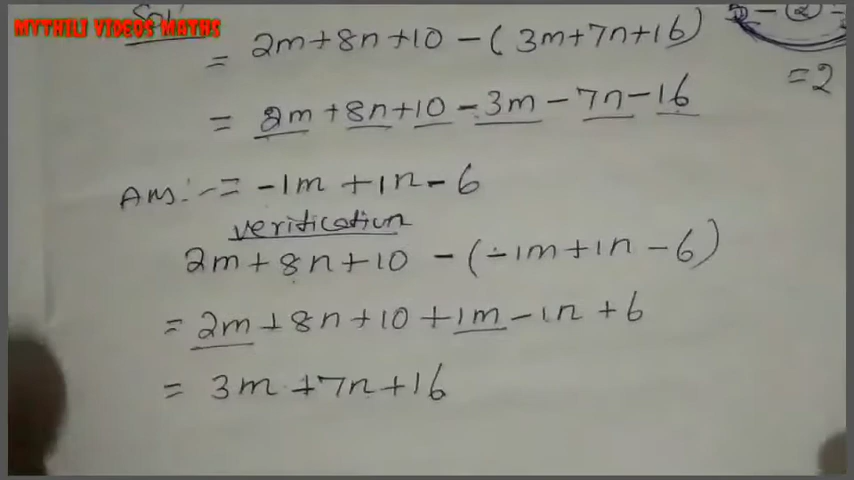 MYTHILI VIDEOS MATHS
Sol:
= 2m+8n+10 - (3m+7n+16)
= 2m+8n+10-3m-7n-16
= 2
Ans:- = -1m+1n-6
verification
2m+8n+10 - (-1m+1n-6)
= 2m+8n+10+1m-1n+6
= 3m+7n+16